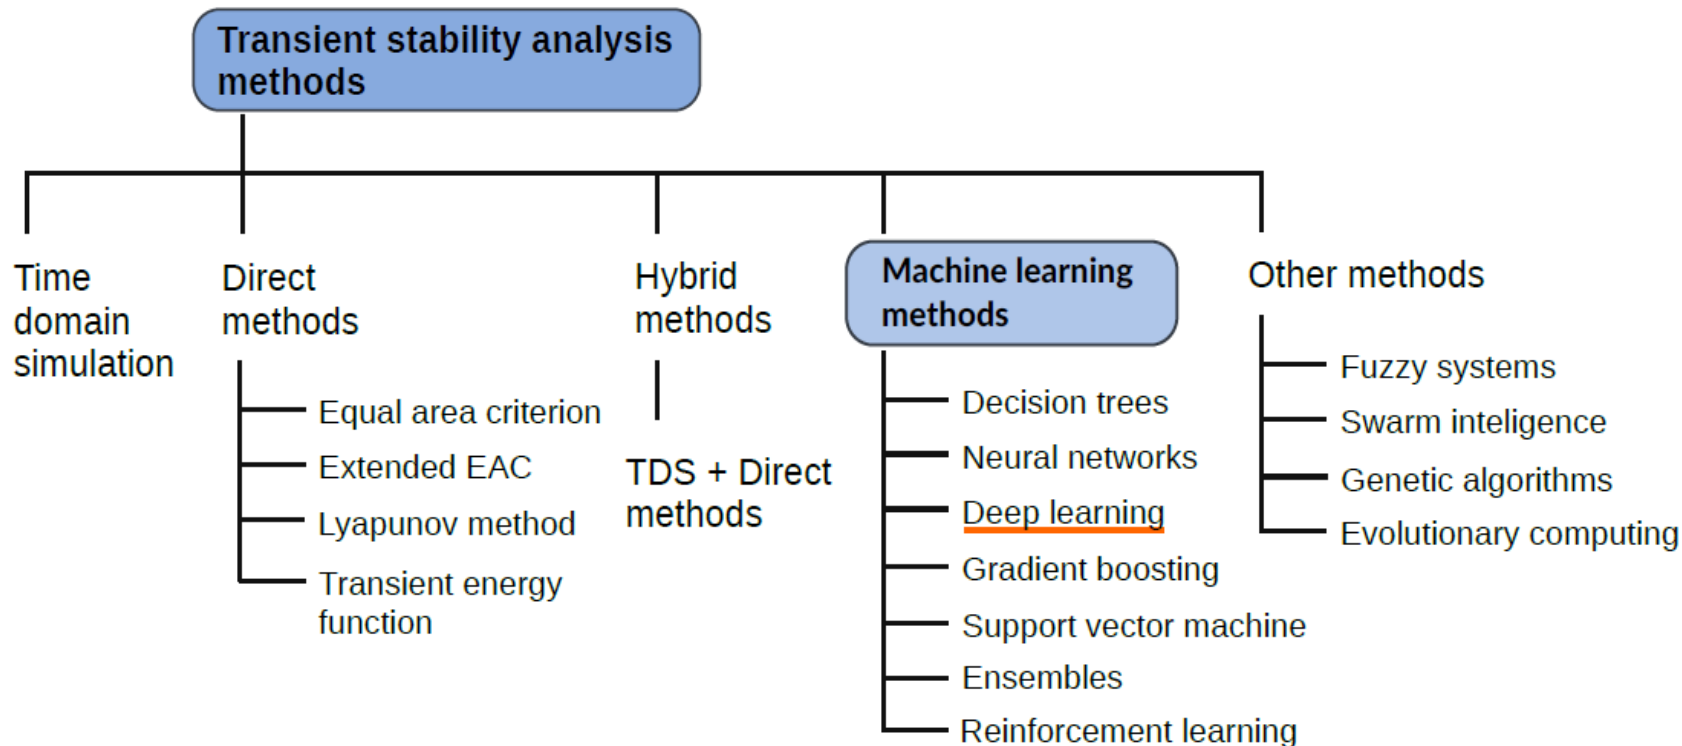 Transient stability analysis
methods
Time
domain
simulation
Direct
methods
Equal area criterion
Extended EAC
Lyapunov method
Transient energy
function
Hybrid
methods
TDS + Direct
methods
Machine learning
methods
Decision trees
Neural networks
Deep learning
Gradient boosting
Support vector machine
Ensembles
Reinforcement learning
Other methods
Fuzzy systems
Swarm inteligence
Genetic algorithms
Evolutionary computing